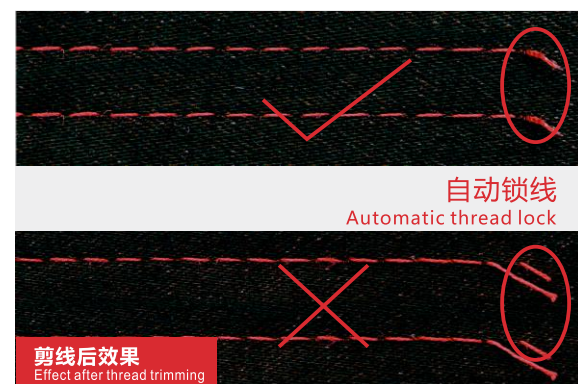 自动锁线
Automatic thread lock
剪线后效果
Effect after thread trimming